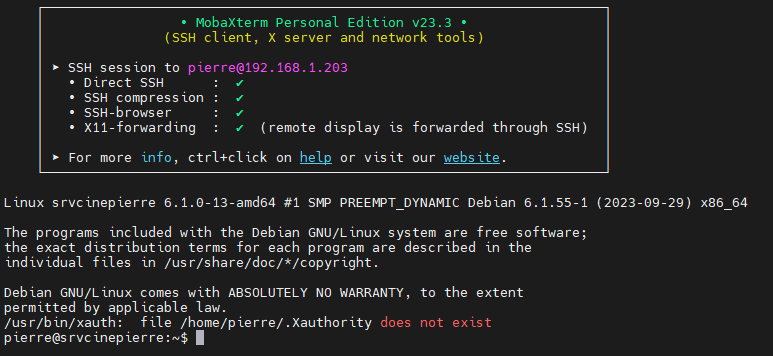 • MobaXterm Personal Edition v23.3 •
(SSH client, X server and network tools)
➤ SSH session to pierre@192.168.1.203
• Direct SSH      :  ✔
• SSH compression :  ✔
• SSH-browser     :  ✔
• X11-forwarding  :  ✔  (remote display is forwarded through SSH)
➤ For more info, ctrl+click on help or visit our website.
Linux srvcinepierre 6.1.0-13-amd64 #1 SMP PREEMPT_DYNAMIC Debian 6.1.55-1 (2023-09-29) x86_64
The programs included with the Debian GNU/Linux system are free software;
the exact distribution terms for each program are described in the
individual files in /usr/share/doc/*/copyright.
Debian GNU/Linux comes with ABSOLUTELY NO WARRANTY, to the extent
permitted by applicable law.
/usr/bin/xauth:  file /home/pierre/.Xauthority does not exist
pierre@srvcinepierre:~$